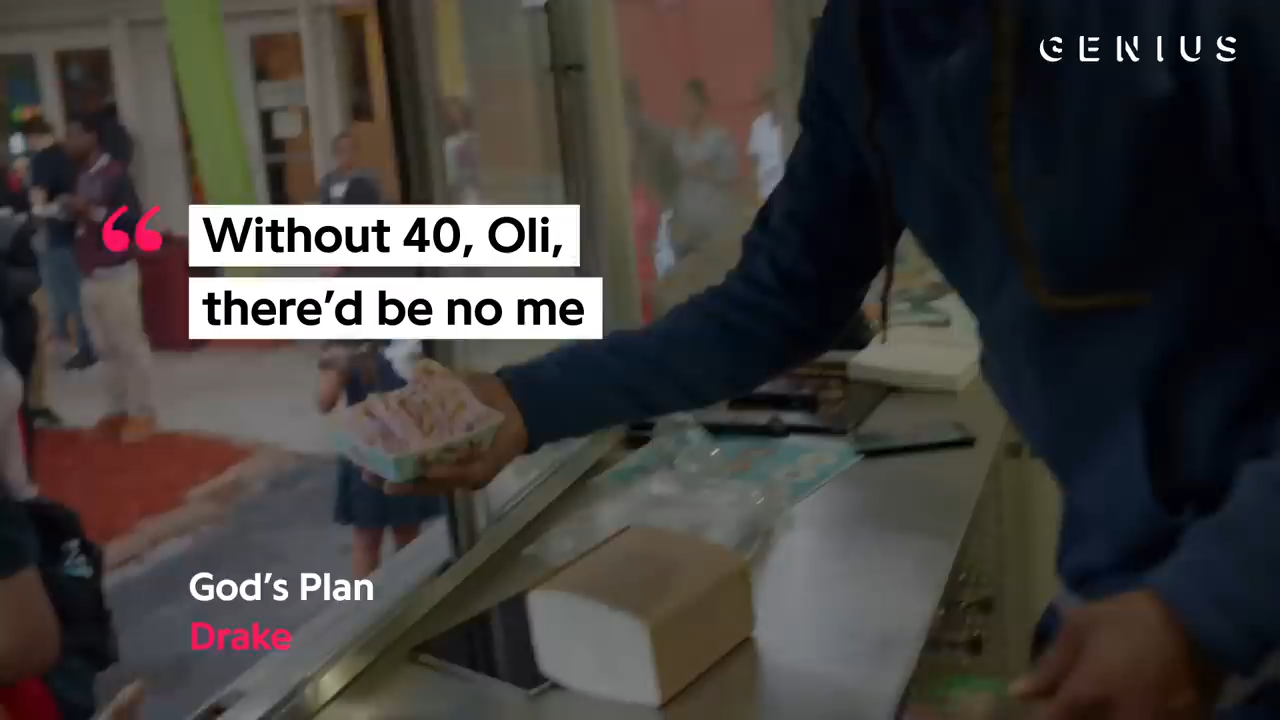 GENIUS
“Without 40, Oli,
there’d be no me
God’s Plan
Drake